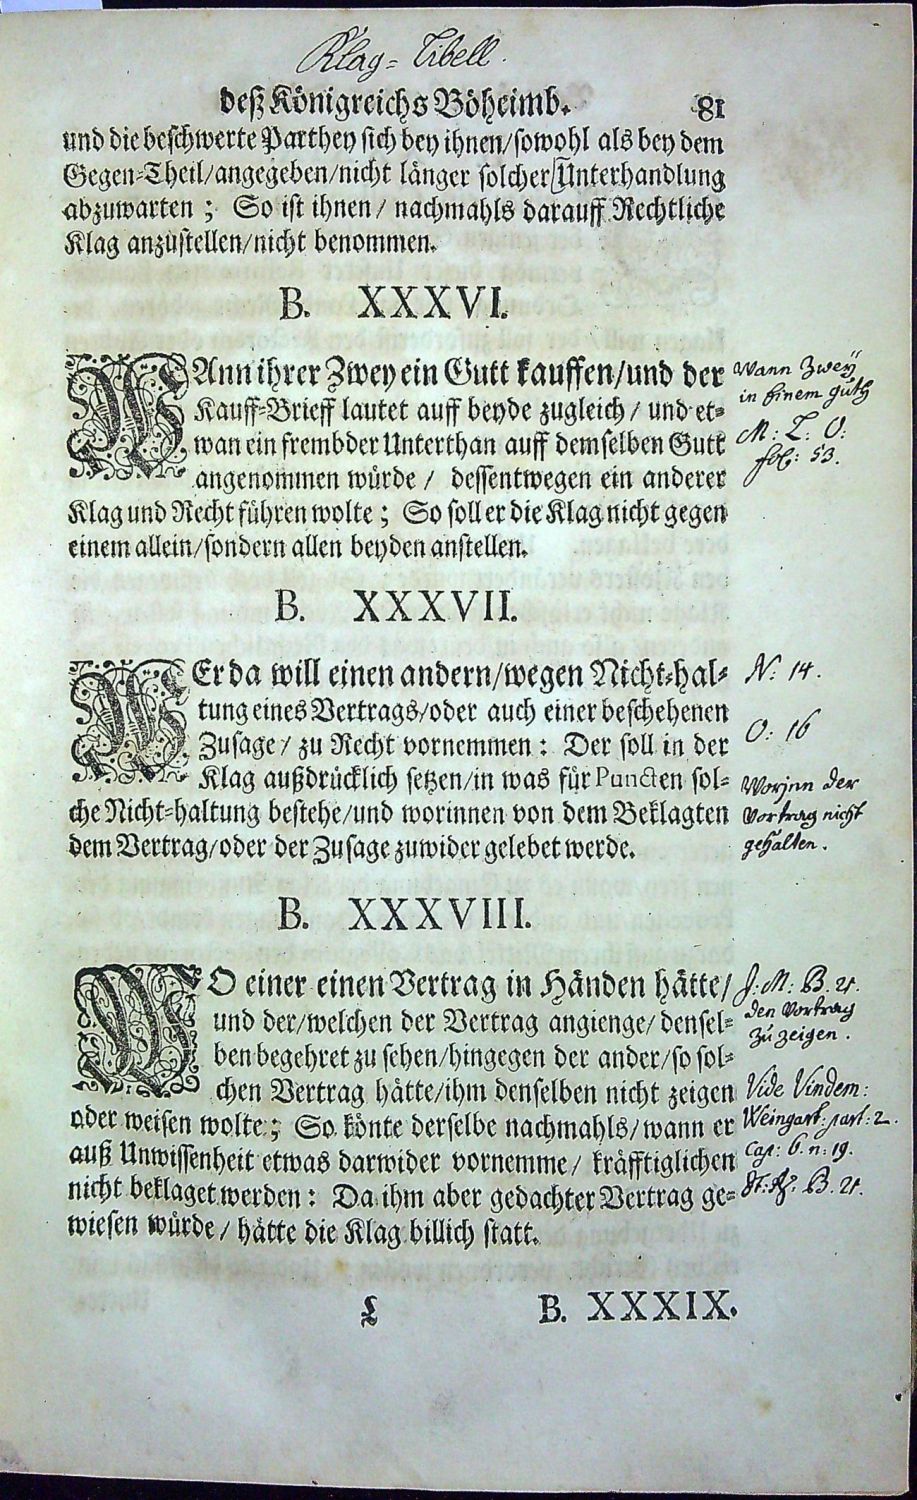 Klag-Libell.
deß Königreichs Böheimb. 81
und die beschwerte Parthey sich bey ihnen/sowohl als bey dem
Gegen-Theil/angegeben/nicht länger solcher Unterhandlung
abzuwarten; So ist ihnen/ nachmahls darauff Rechtliche
Klag anzustellen/nicht benommen.
B. XXXVI.
WAnn ihrer Zwey ein Gutt kauffen/und der
Kauff-Brieff lautet auff beyde zugleich/ und et-
wan ein frembder Unterthan auff demselben Gutt
angenommen würde/ dessentwegen ein anderer
Klag und Recht führen wolte; So soll er die Klag nicht gegen
einem allein/sondern allen beyden anstellen.
Wann Zwey
in einem guth
M: L: O:
fol: 53.
B. XXXVII.
WEr da will einen andern/wegen Nicht-hal-
tung eines Vertrags/oder auch einer beschehenen
Zusage/ zu Recht vornemmen: Der soll in der
Klag außdrücklich setzen/in was für Puncten sol-
che Nicht-haltung bestehe/und worinnen von dem Beklagten
dem Vertrag/oder der Zusage zuwider gelebet werde.
N: 14.
O: 16
Worjnn der
Vortrag nicht
gehalten.
B. XXXVIII.
WO einer einen Vertrag in Händen hätte/
und der/welchen der Vertrag angienge/ densel-
ben begehret zu sehen/hingegen der ander/so sol-
chen Vertrag hätte/ihm denselben nicht zeigen
oder weisen wolte; So könte derselbe nachmahls/wann er
auß Unwissenheit etwas darwider vornemme/ kräfftiglichen
nicht beklaget werden: Da ihm aber gedachter Vertrag ge-
wiesen würde/ hätte die Klag billich statt.
J. M: B. 21.
den Vortrag
zu zeigen.
Vide Vindem:
Weingart: part: 2.
Cap: 6. n: 19.
B. 21.
L B. XXXIX.